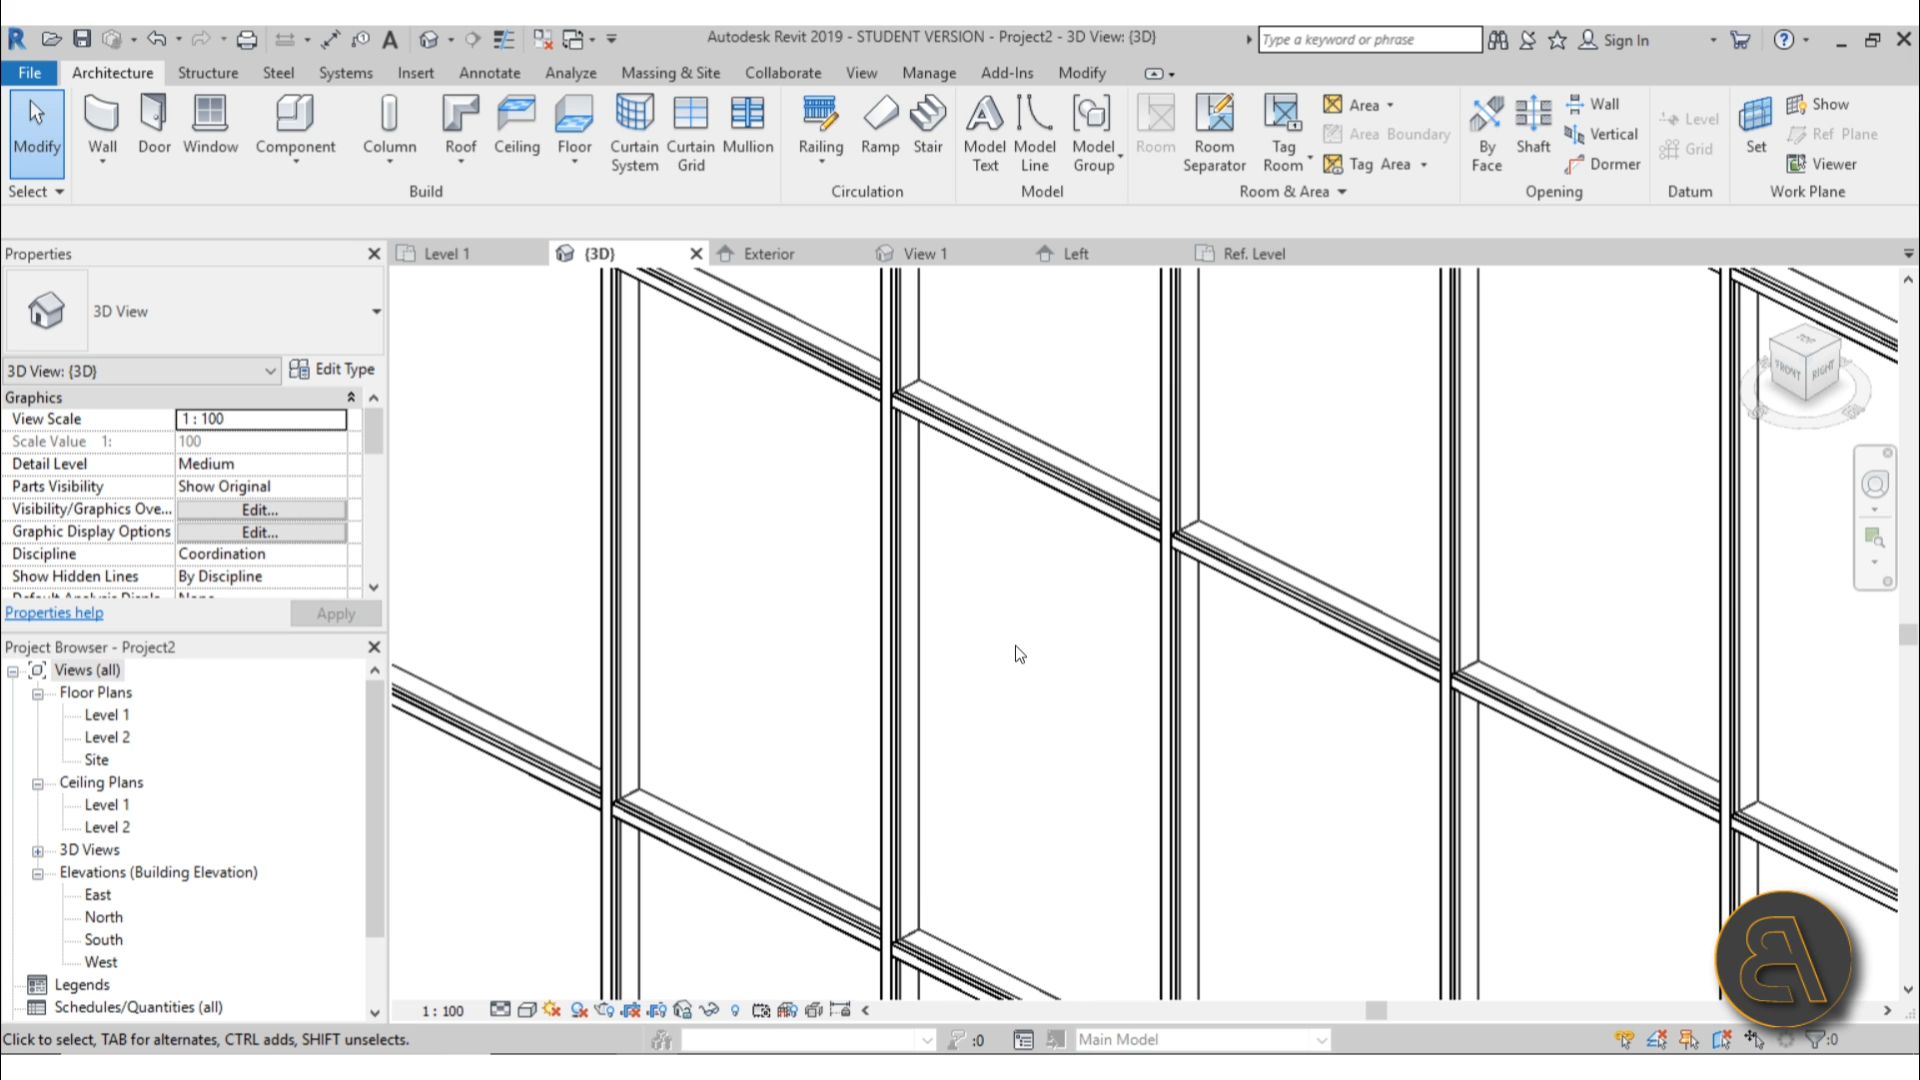 Autodesk Revit 2019 - STUDENT VERSION - Project2 - 3D View: {3D}
Type a keyword or phrase
Sign In
File Architecture Structure Steel Systems Insert Annotate Analyze Massing & Site Collaborate View Manage Add-Ins Modify
Modify
Wall
Door
Window
Component
Column
Roof
Ceiling
Floor
Curtain System
Curtain Grid
Mullion
Railing
Ramp
Stair
Model Text
Model Line
Model Group
Room
Room Separator
Tag Room
Area
Area Boundary
Tag Area
By Face
Shaft
Wall
Vertical
Dormer
Level
Grid
Set
Show
Ref Plane
Viewer
Select Build Circulation Model Room & Area Opening Datum Work Plane
Properties
Level 1 {3D} Exterior View 1 Left Ref. Level
3D View
3D View: {3D} Edit Type
Graphics
View Scale 1 : 100
Scale Value 1: 100
Detail Level Medium
Parts Visibility Show Original
Visibility/Graphics Ove... Edit...
Graphic Display Options Edit...
Discipline Coordination
Show Hidden Lines By Discipline
Properties help Apply
Project Browser - Project2
Views (all)
Floor Plans
Level 1
Level 2
Site
Ceiling Plans
Level 1
Level 2
3D Views
Elevations (Building Elevation)
East
North
South
West
Legends
Schedules/Quantities (all)
TOP
FRONT
RIGHT
1 : 100
Click to select, TAB for alternates, CTRL adds, SHIFT unselects.
:0
Main Model
:0